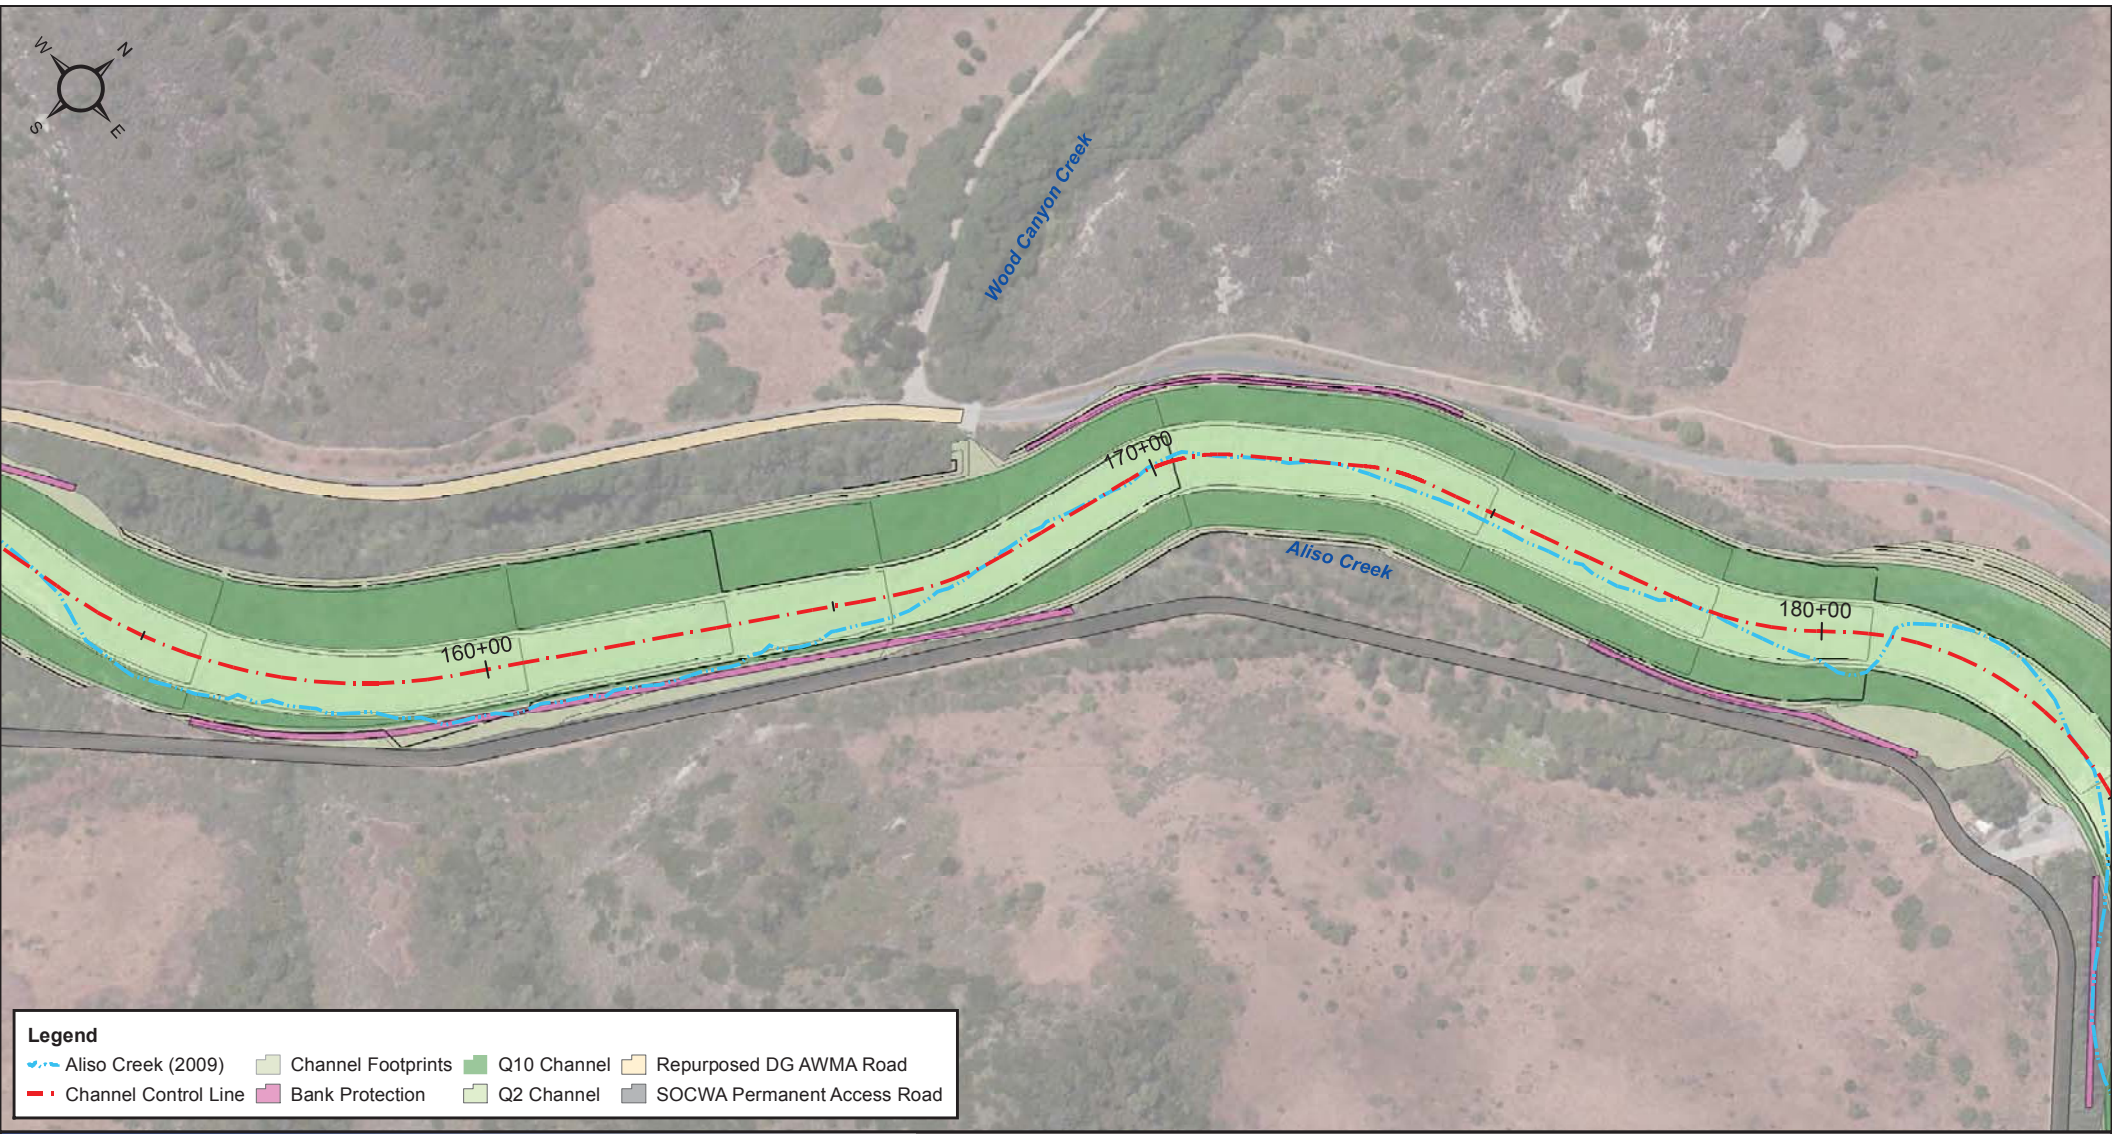 W
N
S
E
Wood Canyon Creek
170+00
Aliso Creek
180+00
160+00
Legend
Aliso Creek (2009)
Channel Footprints
Q10 Channel
Repurposed DG AWMA Road
Channel Control Line
Bank Protection
Q2 Channel
SOCWA Permanent Access Road